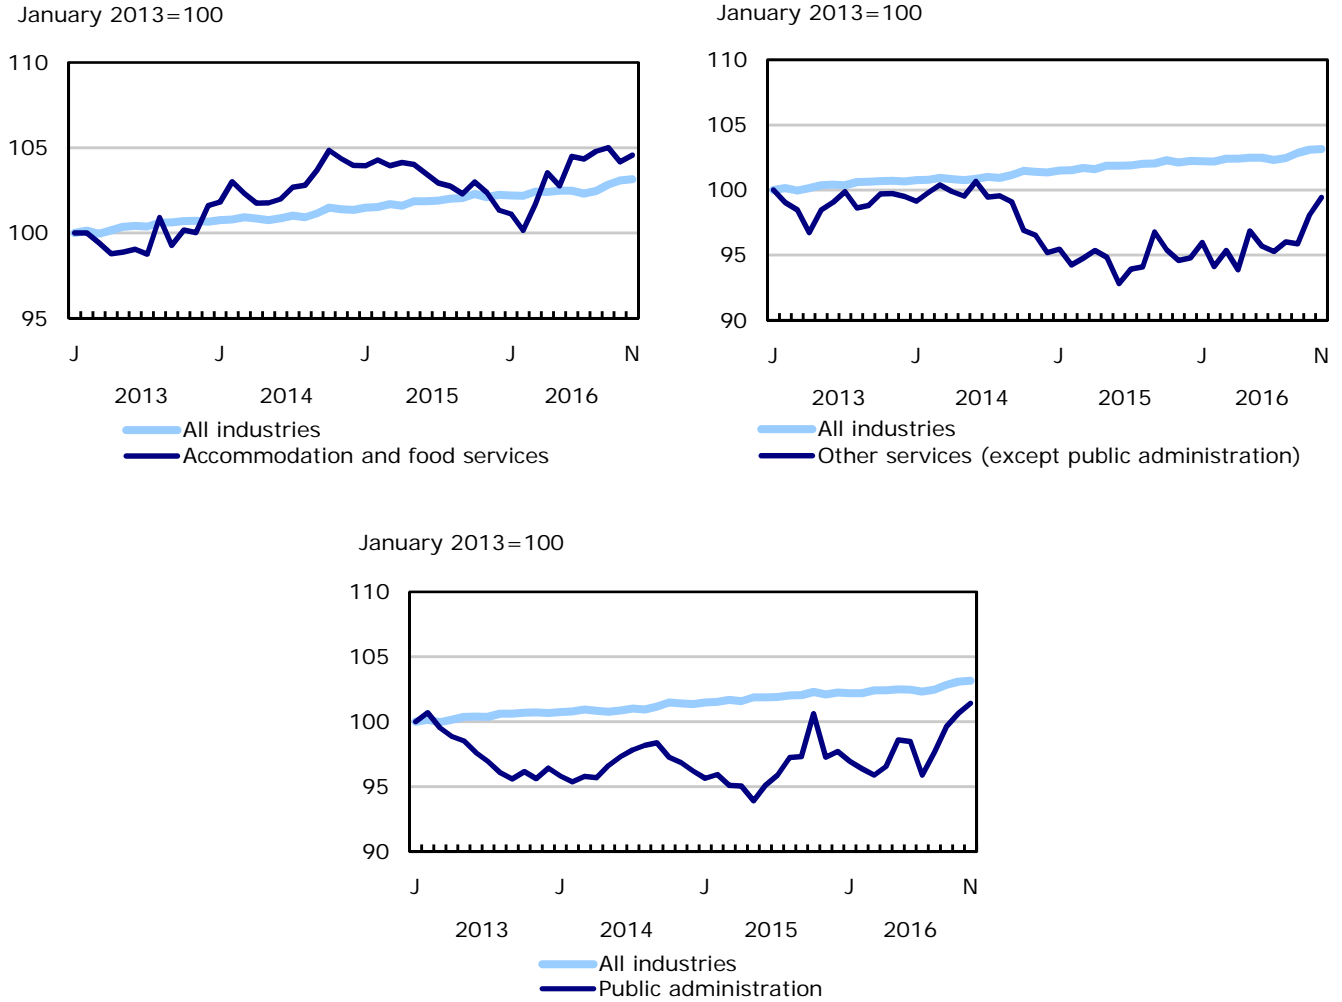 January 2013=100
110
105
100
95
J J J J N
2013 2014 2015 2016
All industries
Accommodation and food services
January 2013=100
110
105
100
95
90
J J J J N
2013 2014 2015 2016
All industries
Other services (except public administration)
January 2013=100
110
105
100
95
90
J J J J N
2013 2014 2015 2016
All industries
Public administration